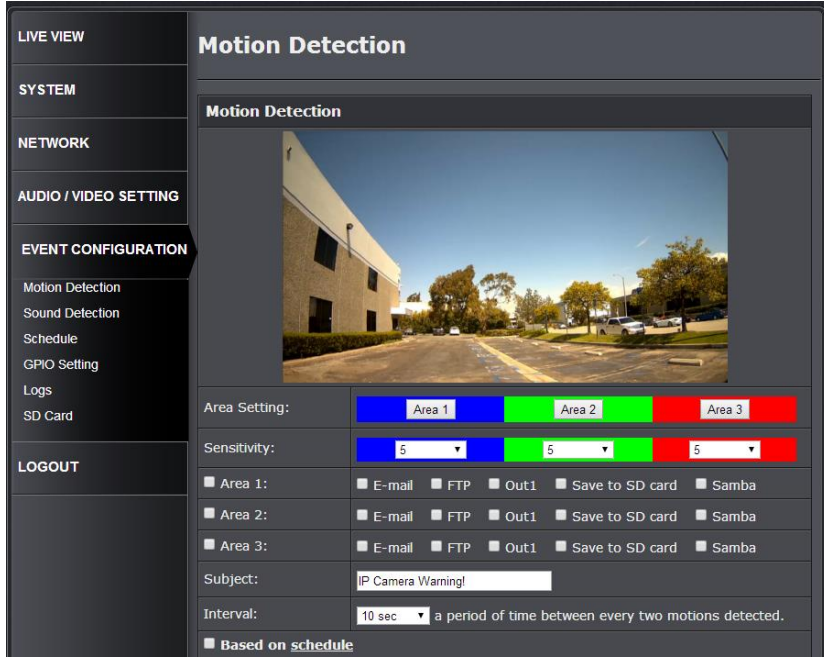 LIVE VIEW
SYSTEM
NETWORK
AUDIO / VIDEO SETTING
EVENT CONFIGURATION
Motion Detection
Sound Detection
Schedule
GPIO Setting
Logs
SD Card
LOGOUT
Motion Detection
Motion Detection
Area Setting: Area 1 Area 2 Area 3
Sensitivity: 5 5 5
Area 1: E-mail FTP Out1 Save to SD card Samba
Area 2: E-mail FTP Out1 Save to SD card Samba
Area 3: E-mail FTP Out1 Save to SD card Samba
Subject: IP Camera Warning!
Interval: 10 sec a period of time between every two motions detected.
Based on schedule